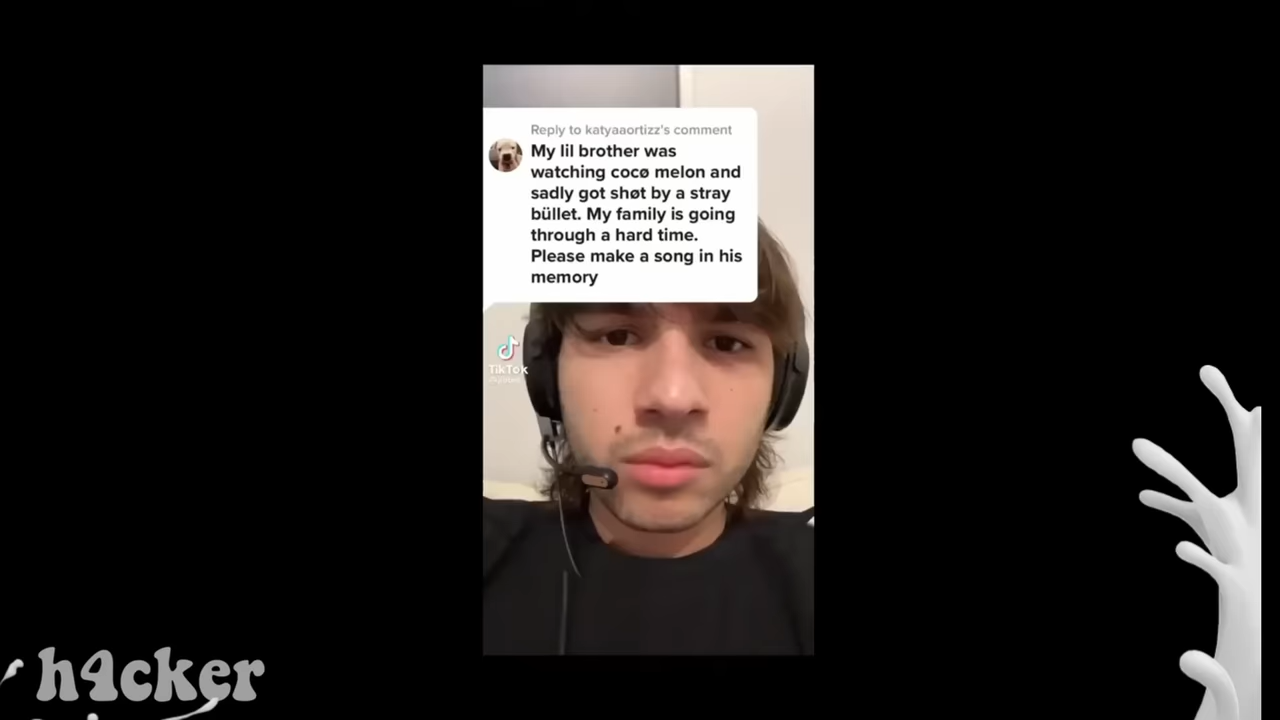 Reply to katyaaortizz's comment
My lil brother was
watching cocø melon and
sadly got shøt by a stray
büllet. My family is going
through a hard time.
Please make a song in his
memory
TikTok
h4cker